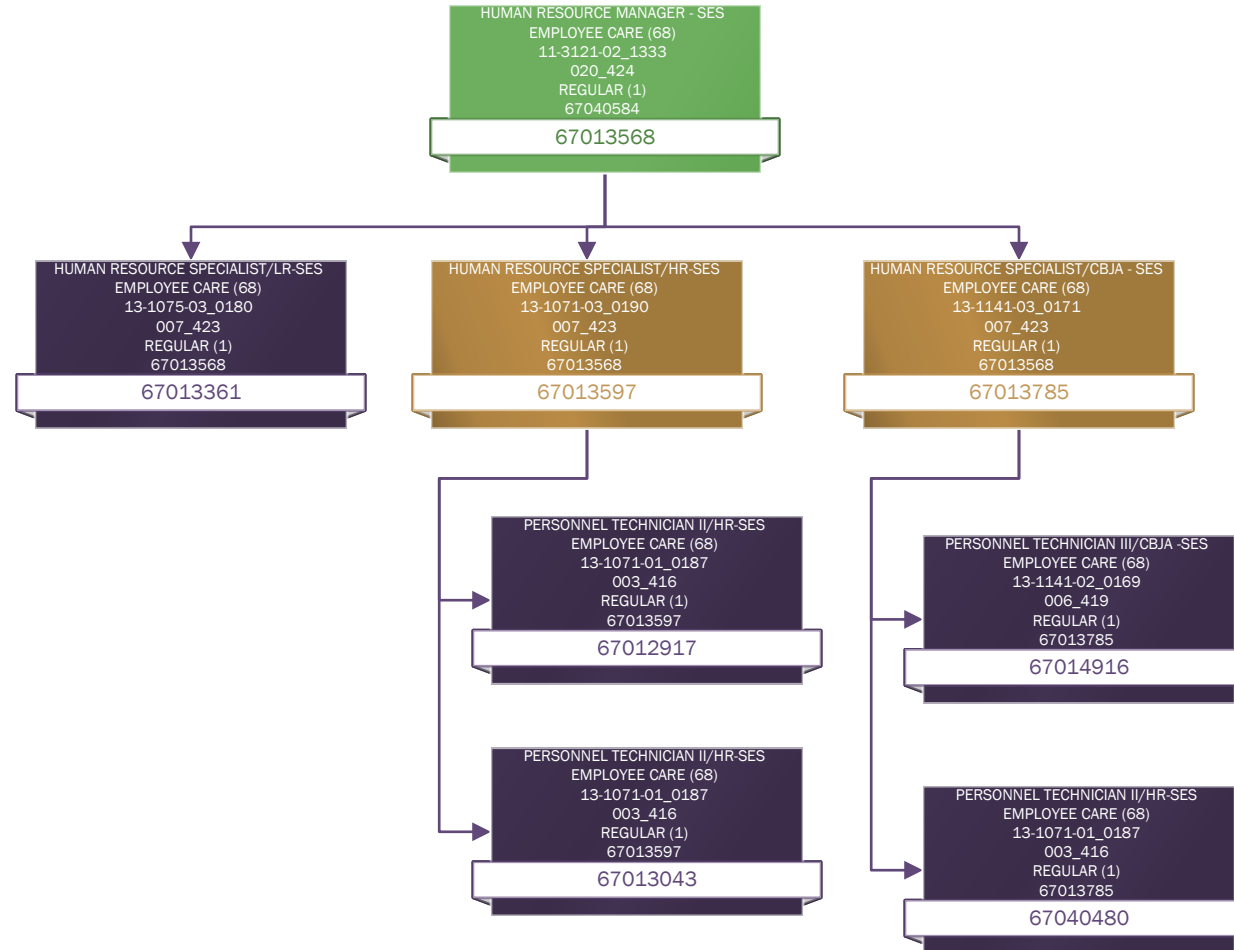 HUMAN RESOURCE MANAGER - SES
EMPLOYEE CARE (68)
11-3121-02_1333
020_424
REGULAR (1)
67040584
67013568
HUMAN RESOURCE SPECIALIST/LR-SES
EMPLOYEE CARE (68)
13-1075-03_0180
007_423
REGULAR (1)
67013568
67013361
HUMAN RESOURCE SPECIALIST/HR-SES
EMPLOYEE CARE (68)
13-1071-03_0190
007_423
REGULAR (1)
67013568
67013597
HUMAN RESOURCE SPECIALIST/CBJA - SES
EMPLOYEE CARE (68)
13-1141-03_0171
007_423
REGULAR (1)
67013568
67013785
PERSONNEL TECHNICIAN II/HR-SES
EMPLOYEE CARE (68)
13-1071-01_0187
003_416
REGULAR (1)
67013597
67012917
PERSONNEL TECHNICIAN III/CBJA -SES
EMPLOYEE CARE (68)
13-1141-02_0169
006_419
REGULAR (1)
67013785
67014916
PERSONNEL TECHNICIAN II/HR-SES
EMPLOYEE CARE (68)
13-1071-01_0187
003_416
REGULAR (1)
67013597
67013043
PERSONNEL TECHNICIAN II/HR-SES
EMPLOYEE CARE (68)
13-1071-01_0187
003_416
REGULAR (1)
67013785
67040480